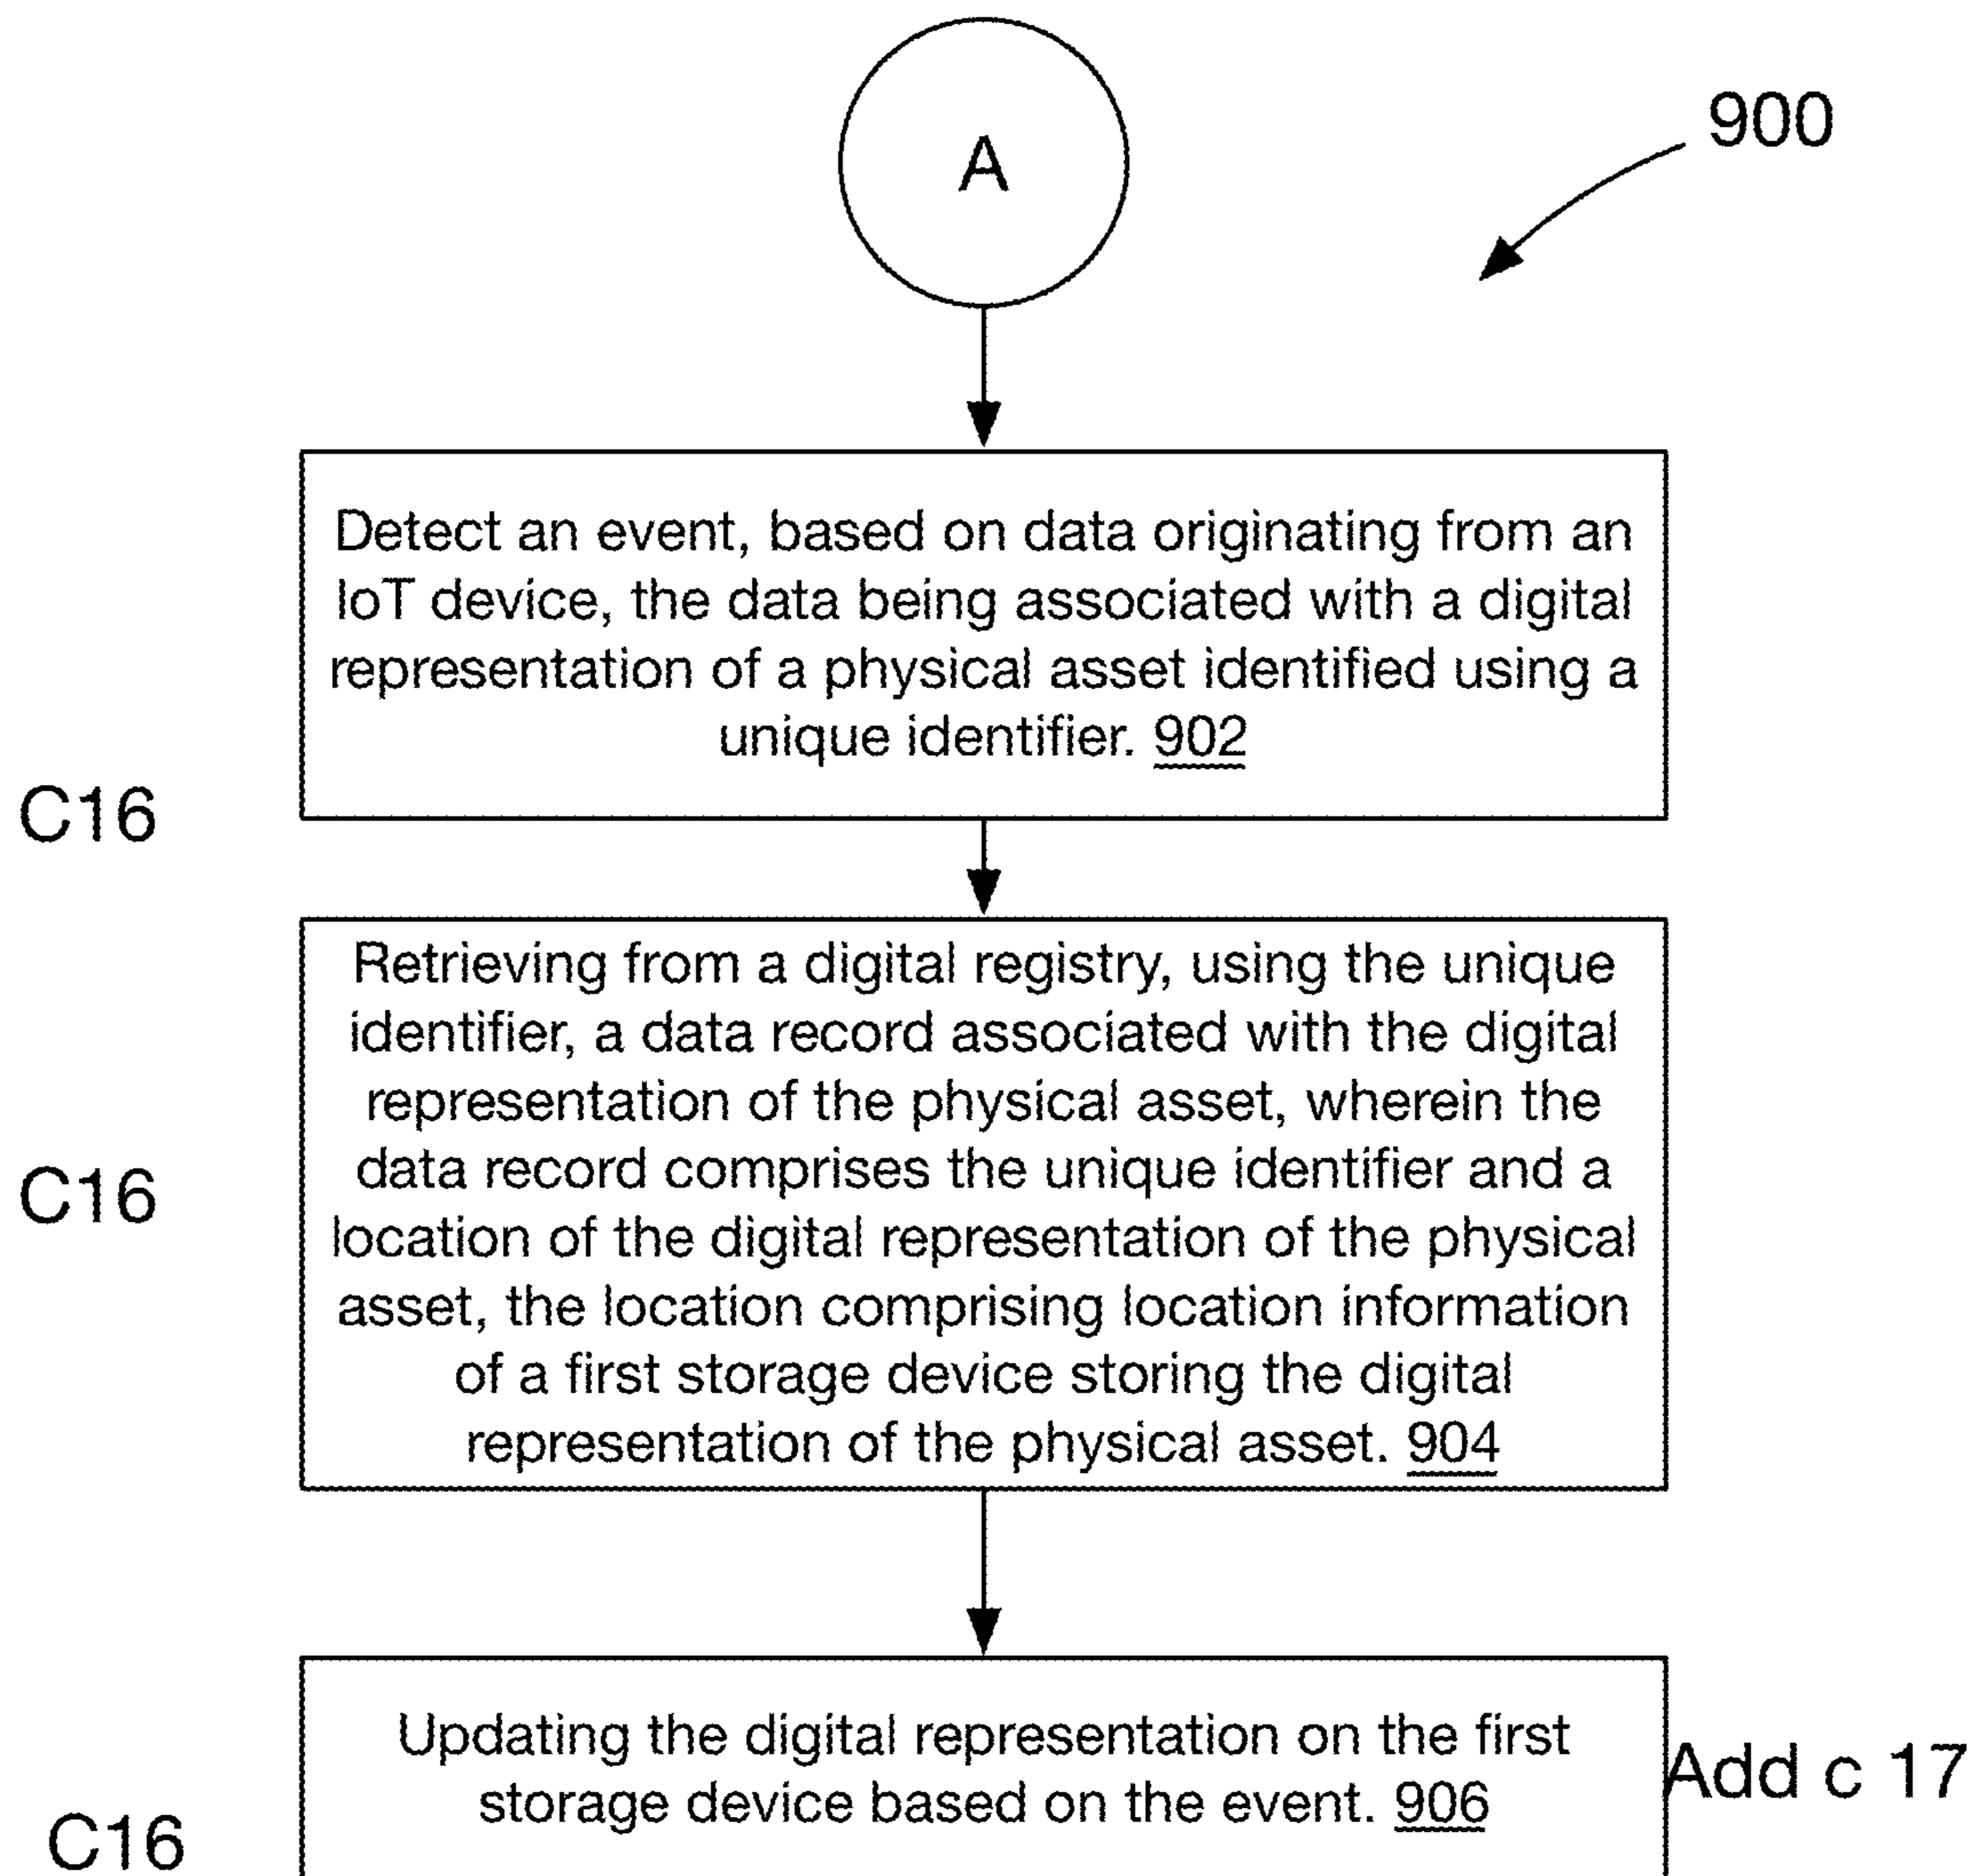 A
900
Detect an event, based on data originating from an
IoT device, the data being associated with a digital
representation of a physical asset identified using a
unique identifier. 902
C16
Retrieving from a digital registry, using the unique
identifier, a data record associated with the digital
representation of the physical asset, wherein the
data record comprises the unique identifier and a
C16
location of the digital representation of the physical
asset, the location comprising location information
of a first storage device storing the digital
representation of the physical asset. 904
Updating the digital representation on the first
storage device based on the event. 906
Add c 17
C16